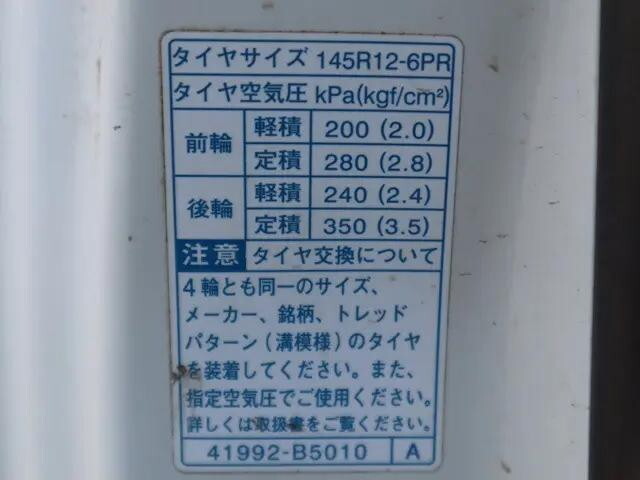 タイヤサイズ 145R12-6PR
タイヤ空気圧 kPa(kgf/cm²)
前輪 軽積 200 (2.0)
定積 280 (2.8)
後輪 軽積 240 (2.4)
定積 350 (3.5)
注意 タイヤ交換について
4輪とも同一のサイズ、
メーカー、銘柄、トレッド
パターン(溝模様)のタイヤ
を装着してください。また、
指定空気圧でご使用ください。
詳しくは取扱書をご覧ください。
41992-B5010 A